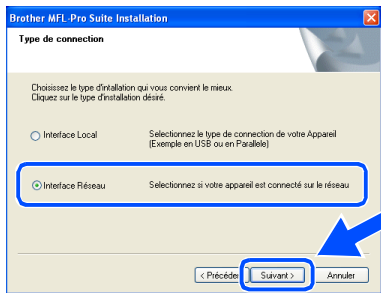 Brother MFL-Pro Suite Installation
Type de connection
Choisissez le type d'intallation qui vous convient le mieux.
Cliquez sur le type d'installation désiré.
Interface Local
Selectionnez le type de connection de votre Appareil
(Exemple en USB ou en Parallele)
Interface Réseau
Selectionnez si votre appareil est connecté sur le réseau
< Précéden
Suivant >
Annuler